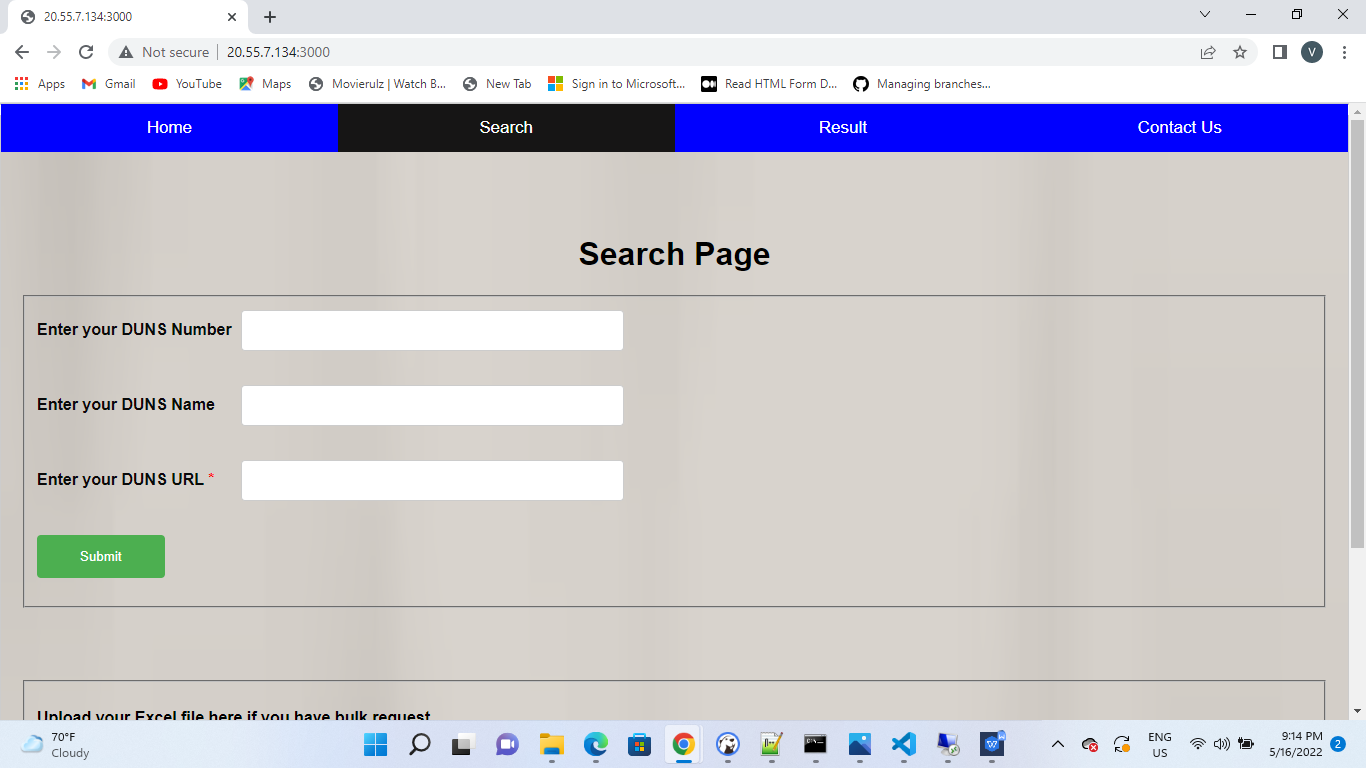 20.55.7.134:3000
Not secure 20.55.7.134:3000 V
Apps Gmail YouTube Maps Movierulz | Watch B... New Tab Sign in to Microsoft... Read HTML Form D... Managing branches...
Home Search Result Contact Us
Search Page
Enter your DUNS Number
Enter your DUNS Name
Enter your DUNS URL *
Submit
Upload your Excel file here if you have bulk request
70°F
Cloudy
ENG
US
9:14 PM
5/16/2022
2